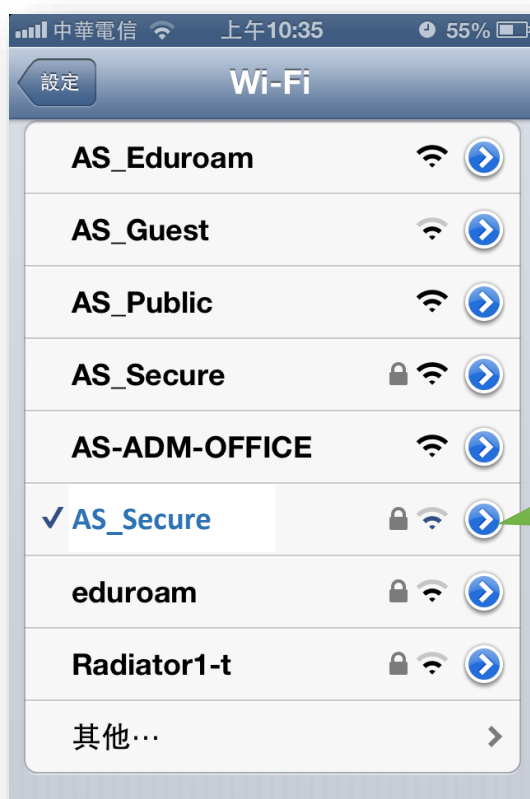 中華電信 上午10:35 55%
設定 Wi-Fi
AS_Eduroam
AS_Guest
AS_Public
AS_Secure
AS-ADM-OFFICE
AS_Secure
eduroam
Radiator1-t
其他…